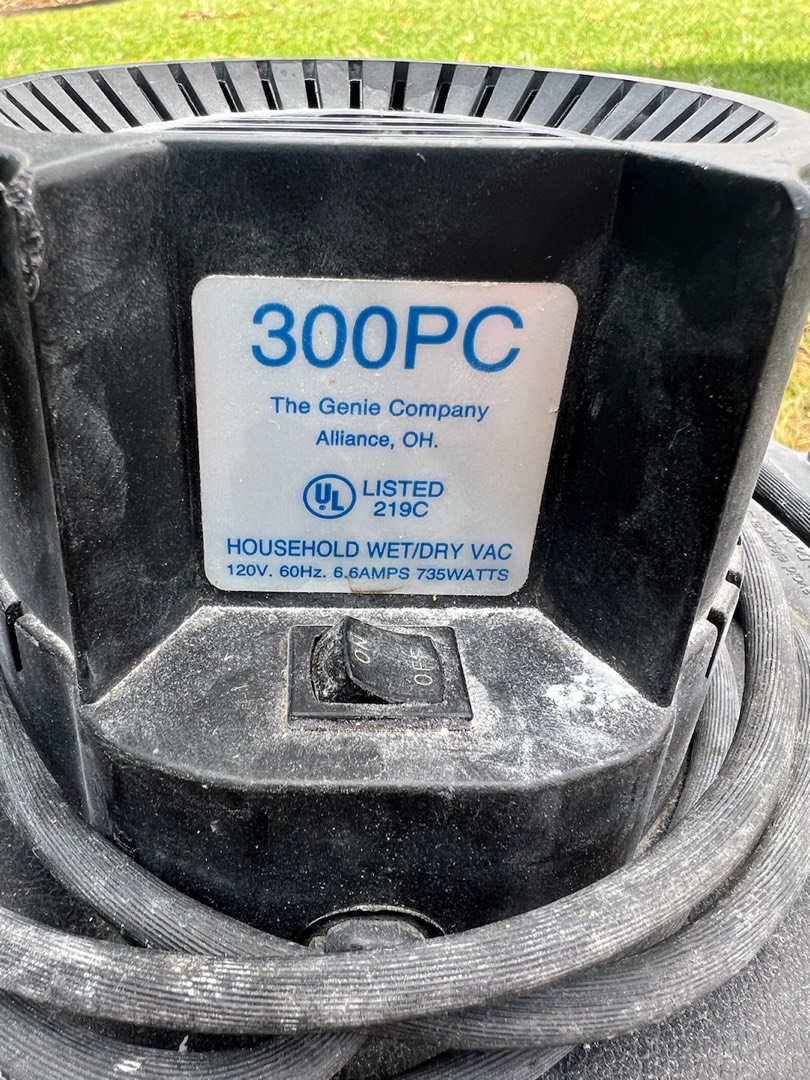 300PC
The Genie Company
Alliance, OH.
UL LISTED
219C
HOUSEHOLD WET/DRY VAC
120V. 60Hz. 6.6AMPS 735WATTS
ON OFF